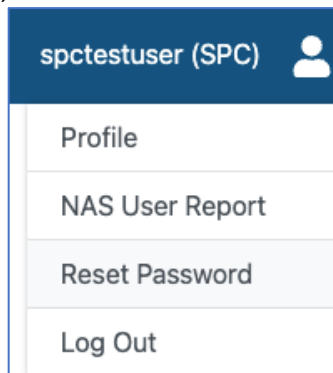 spctestuser (SPC)
Profile
NAS User Report
Reset Password
Log Out